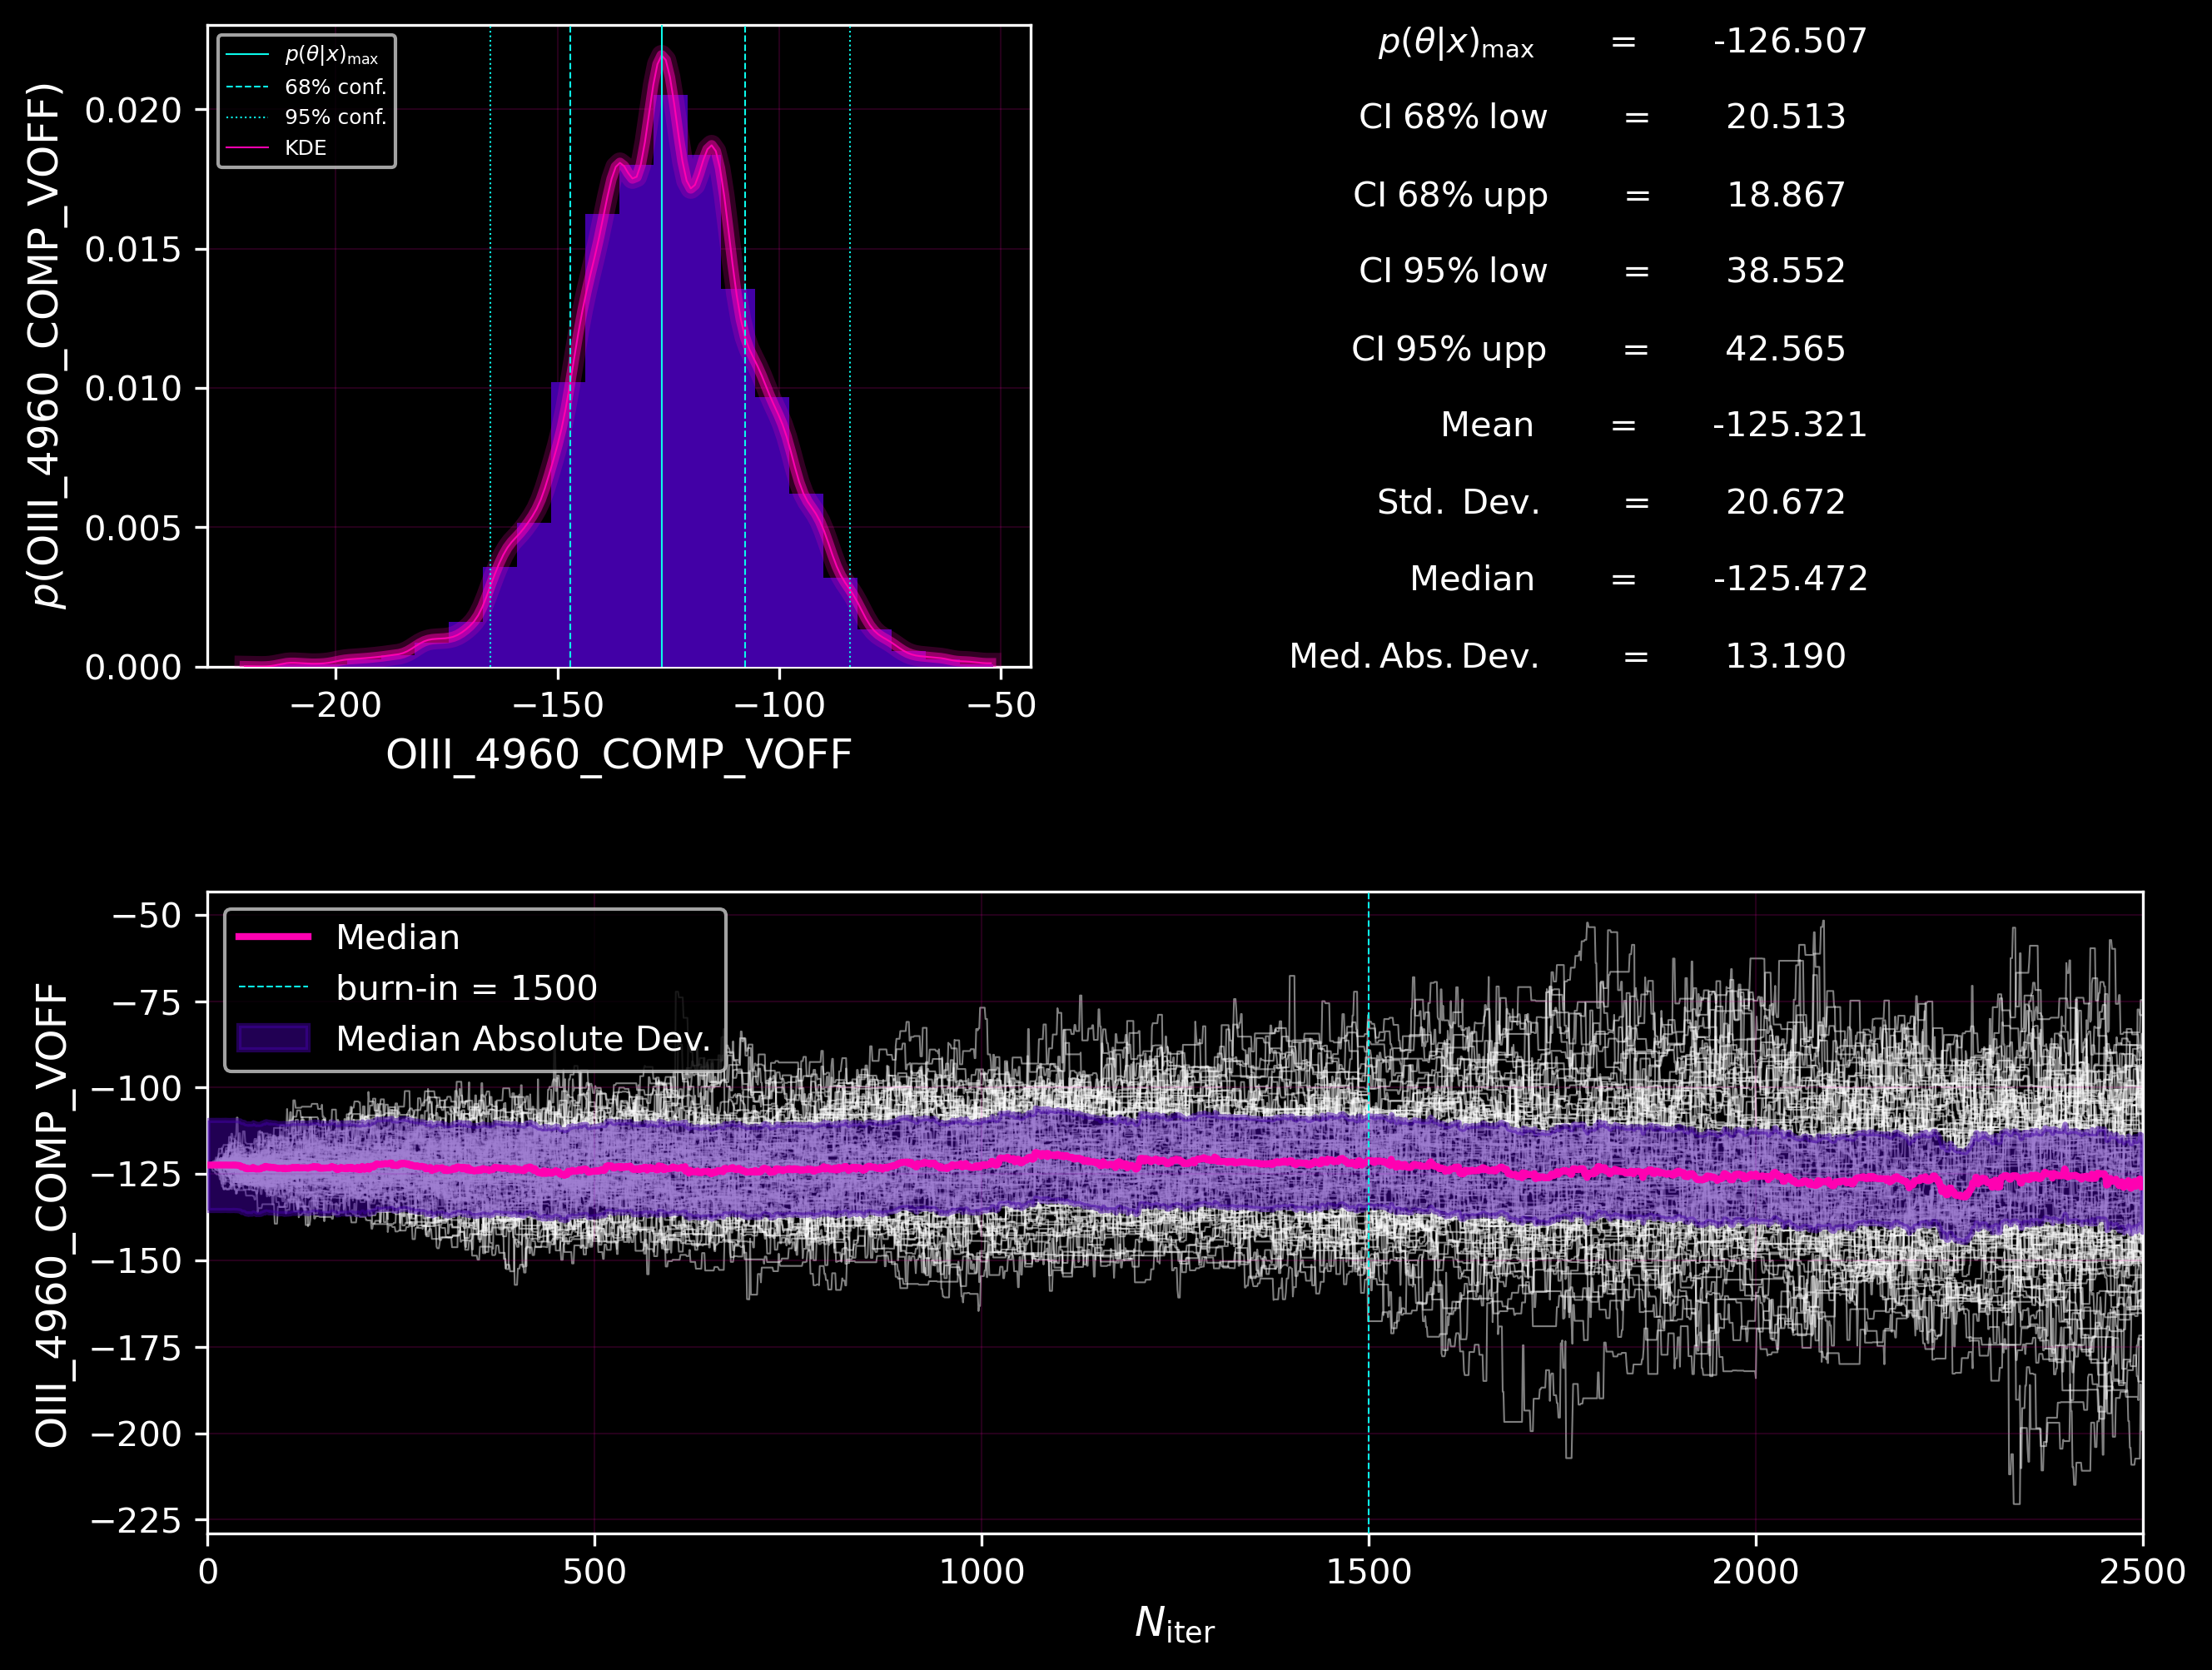 p(OIII_4960_COMP_VOFF)
0.020
0.015
0.010
0.005
0.000
p(θ|x)max
68% conf.
95% conf.
KDE
−200 −150 −100 −50
OIII_4960_COMP_VOFF
p(θ|x)max = -126.507
CI 68% low = 20.513
CI 68% upp = 18.867
CI 95% low = 38.552
CI 95% upp = 42.565
Mean = -125.321
Std. Dev. = 20.672
Median = -125.472
Med. Abs. Dev. = 13.190
OIII_4960_COMP_VOFF
−50
−75
−100
−125
−150
−175
−200
−225
Median
burn-in = 1500
Median Absolute Dev.
0 500 1000 1500 2000 2500
Niter